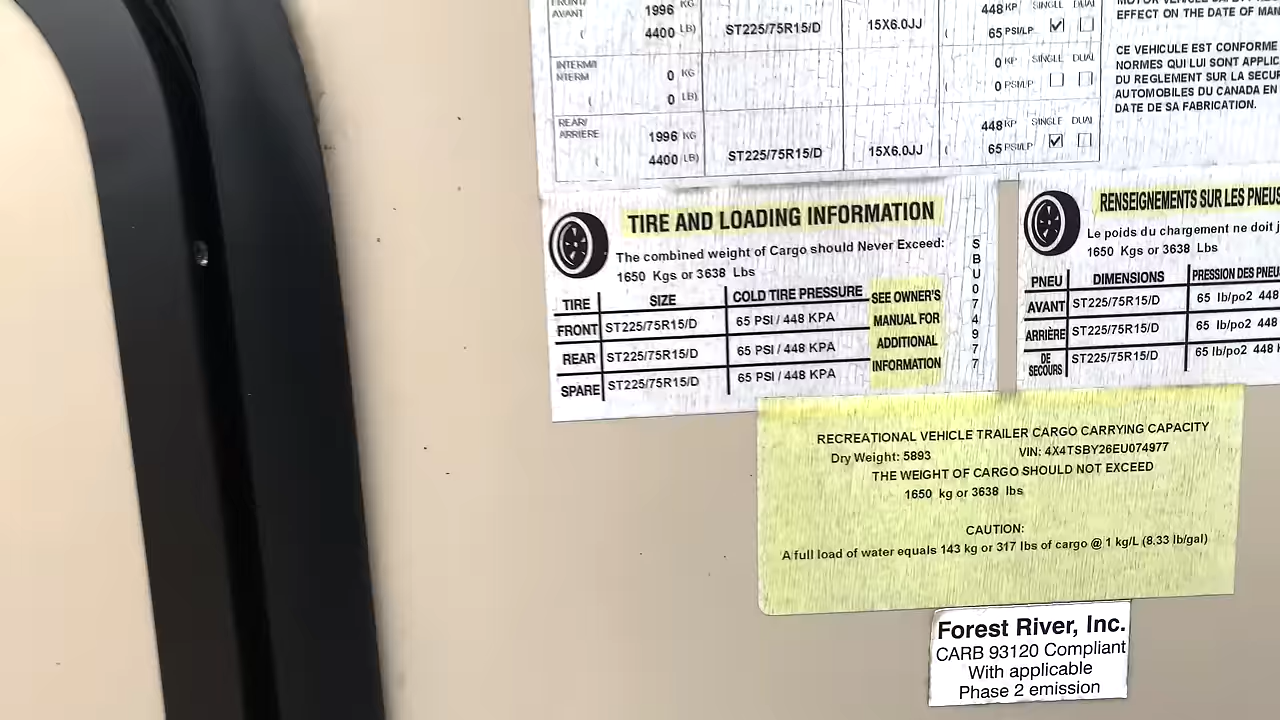 FRONT/
AVANT
1996 KG
( 4400 LB)
ST225/75R15/D
15X6.0JJ
448 KP SINGLE DUAL
( 65 PSI/LP
INTERM/
INTERM
0 KG
( 0 LB)
0 KP SINGLE DUAL
( 0 PSI/LP
REAR/
ARRIERE
1996 KG
( 4400 LB)
ST225/75R15/D
15X6.0JJ
448 KP SINGLE DUAL
( 65 PSI/LP
EFFECT ON THE DATE OF
CE VEHICULE EST CONFORME
NORMES QUI LUI SONT
DU REGLEMENT SUR LA
AUTOMOBILES DU CANADA EN
DATE DE SA FABRICATION.
TIRE AND LOADING INFORMATION
The combined weight of Cargo should Never Exceed:
1650 Kgs or 3638 Lbs
TIRE SIZE COLD TIRE PRESSURE
FRONT ST225/75R15/D 65 PSI / 448 KPA
REAR ST225/75R15/D 65 PSI / 448 KPA
SPARE ST225/75R15/D 65 PSI / 448 KPA
SEE OWNER'S
MANUAL FOR
ADDITIONAL
INFORMATION
SBU074977
RENSEIGNEMENTS SUR LES PNEUS
Le poids du chargement ne doit
1650 Kgs or 3638 Lbs
PNEU DIMENSIONS PRESSION DES PNEU
AVANT ST225/75R15/D 65 lb/po2 448
ARRIÈRE ST225/75R15/D 65 lb/po2 448
DE
SECOURS ST225/75R15/D 65 lb/po2 448
RECREATIONAL VEHICLE TRAILER CARGO CARRYING CAPACITY
Dry Weight: 5893 VIN: 4X4TSBY26EU074977
THE WEIGHT OF CARGO SHOULD NOT EXCEED
1650 kg or 3638 lbs
CAUTION:
A full load of water equals 143 kg or 317 lbs of cargo @ 1 kg/L (8.33 lb/gal)
Forest River, Inc.
CARB 93120 Compliant
With applicable
Phase 2 emission